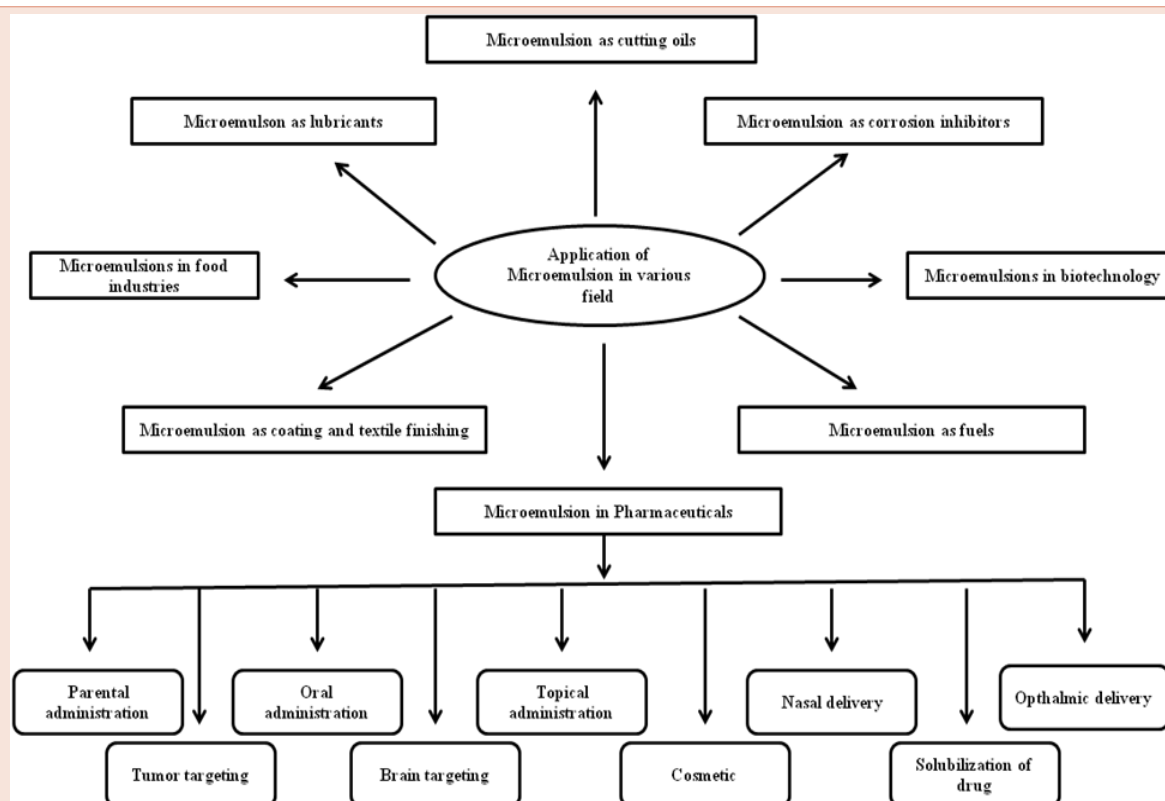 Microemulsion as cutting oils
Microemulson as lubricants
Microemulsion as corrosion inhibitors
Application of
Microemulsion in various
field
Microemulsions in food
industries
Microemulsions in biotechnology
Microemulsion as coating and textile finishing
Microemulsion as fuels
Microemulsion in Pharmaceuticals
Parental
administration
Oral
administration
Topical
administration
Nasal delivery
Opthalmic delivery
Tumor targeting
Brain targeting
Cosmetic
Solubilization of
drug